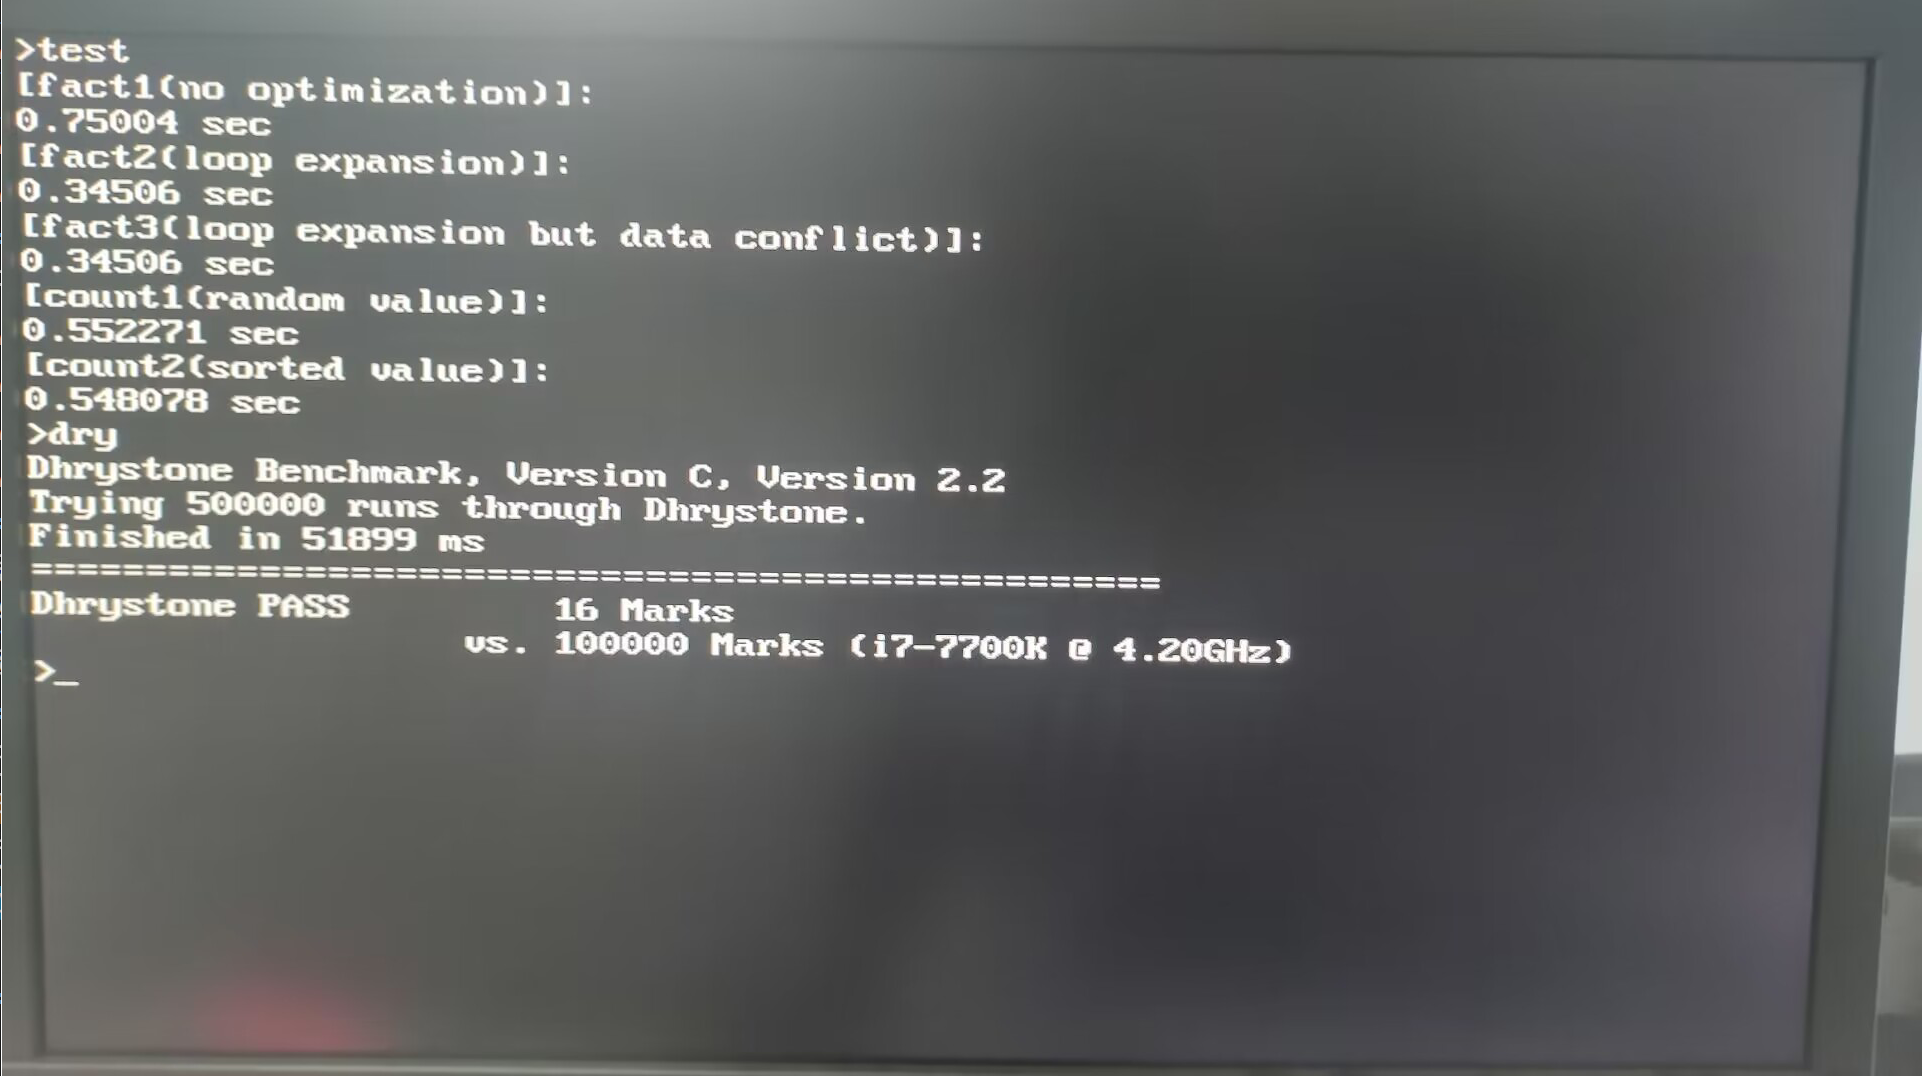 >test
[fact1(no optimization)]:
0.75004 sec
[fact2(loop expansion)]:
0.34506 sec
[fact3(loop expansion but data conflict)]:
0.34506 sec
[count1(random value)]:
0.552271 sec
[count2(sorted value)]:
0.548078 sec
>dry
Dhrystone Benchmark, Version C, Version 2.2
Trying 500000 runs through Dhrystone.
Finished in 51899 ms
==================================================
Dhrystone PASS         16 Marks
                   vs. 100000 Marks (i7-7700K @ 4.20GHz)
>_